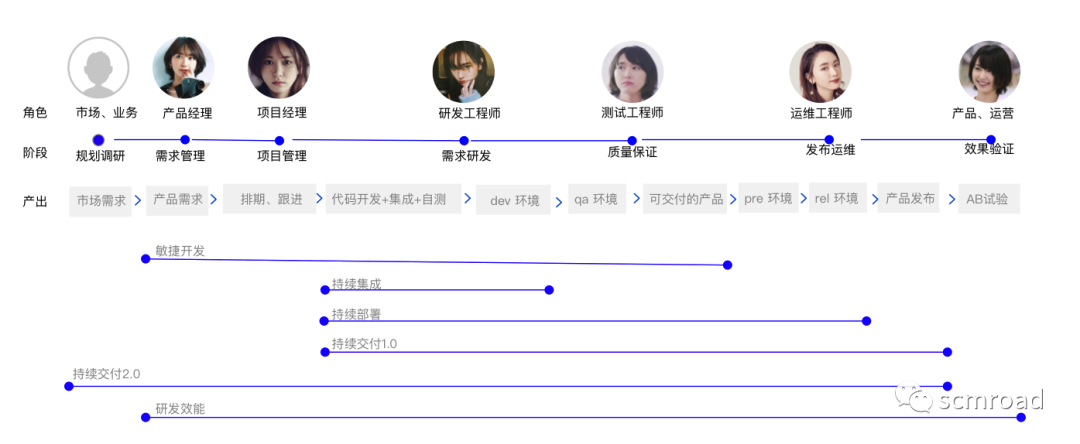 角色 市场、业务 产品经理 项目经理 研发工程师 测试工程师 运维工程师 产品、运营
阶段 规划调研 需求管理 项目管理 需求研发 质量保证 发布运维 效果验证
产出 市场需求 产品需求 排期、跟进 代码开发+集成+自测 dev 环境 qa 环境 可交付的产品 pre 环境 rel 环境 产品发布 AB试验
敏捷开发
持续集成
持续部署
持续交付1.0
持续交付2.0
研发效能
scmroad